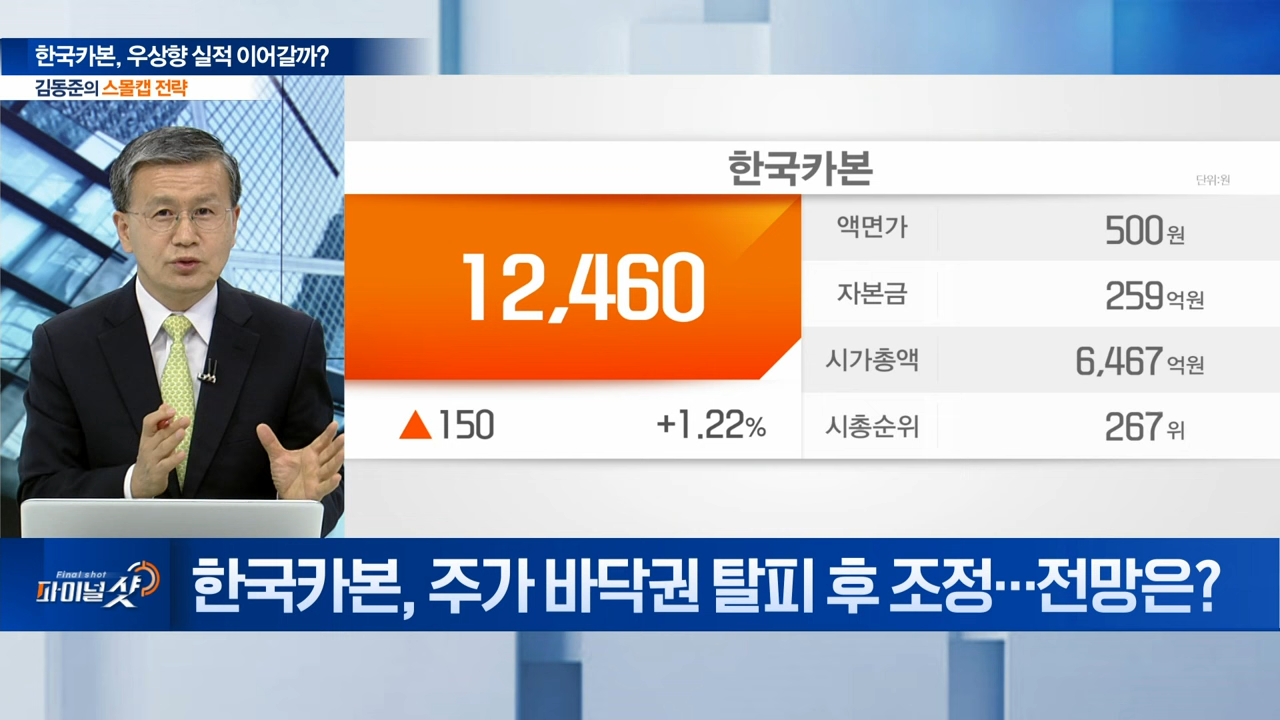 한국카본, 우상향 실적 이어갈까?
김동준의 스몰캡 전략
한국카본
단위:원
12,460
▲150 +1.22%
액면가 500원
자본금 259억원
시가총액 6,467억원
시총순위 267위
Final shot
파이널샷
한국카본, 주가 바닥권 탈피 후 조정…전망은?